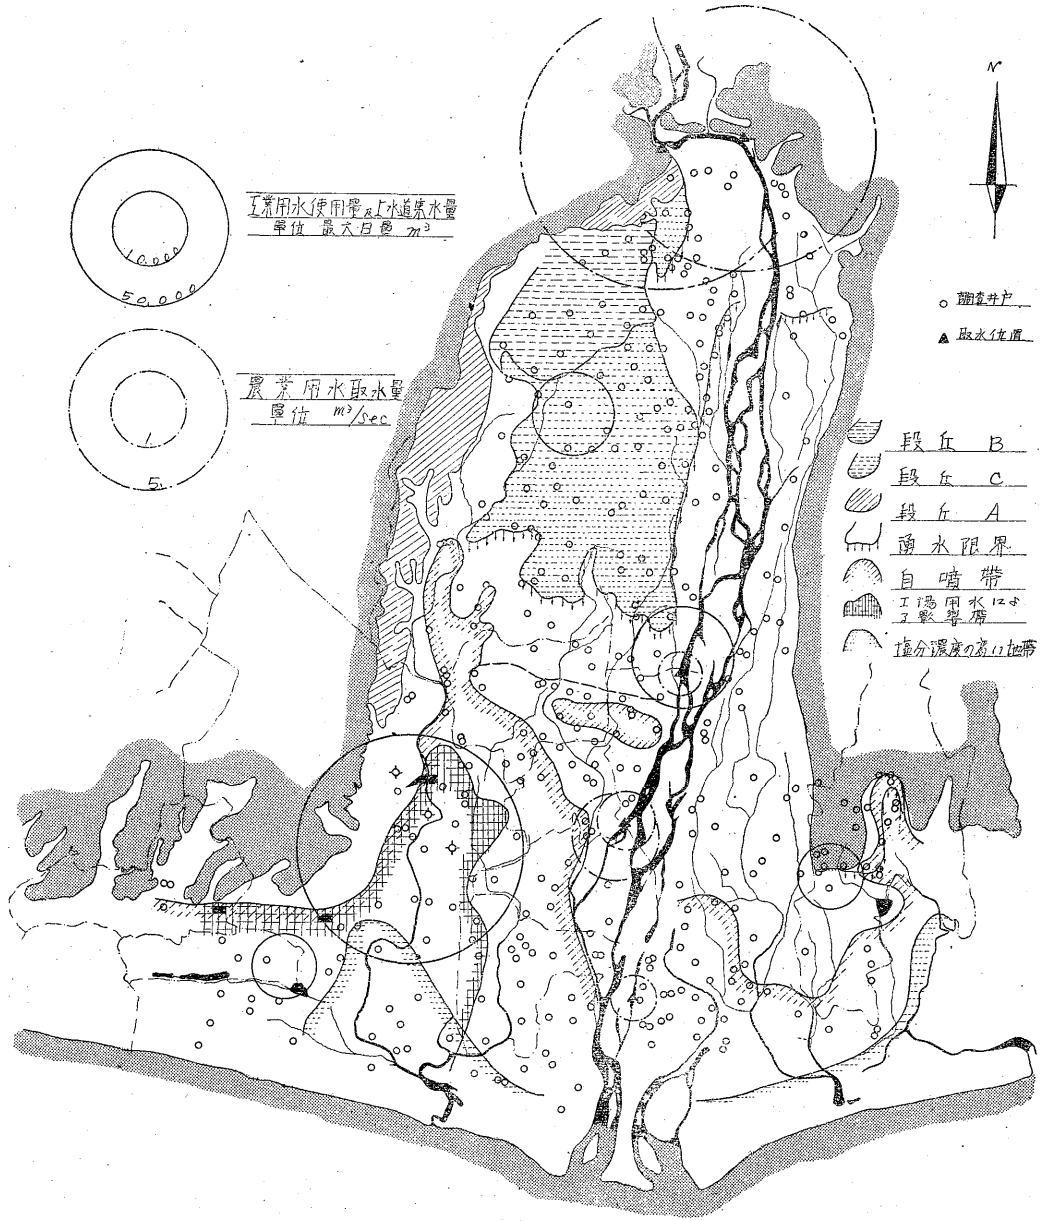 N
工業用水使用量及上水道集水量
單位 最大日量 m³
10,000
50,000
調査井戸
取水位置
農業用水取水量
單位 m³/sec
1
5
段丘 B
段丘 C
段丘 A
湧水限界
自噴帯
工場用水による影響帯
塩分濃度の高い地帯